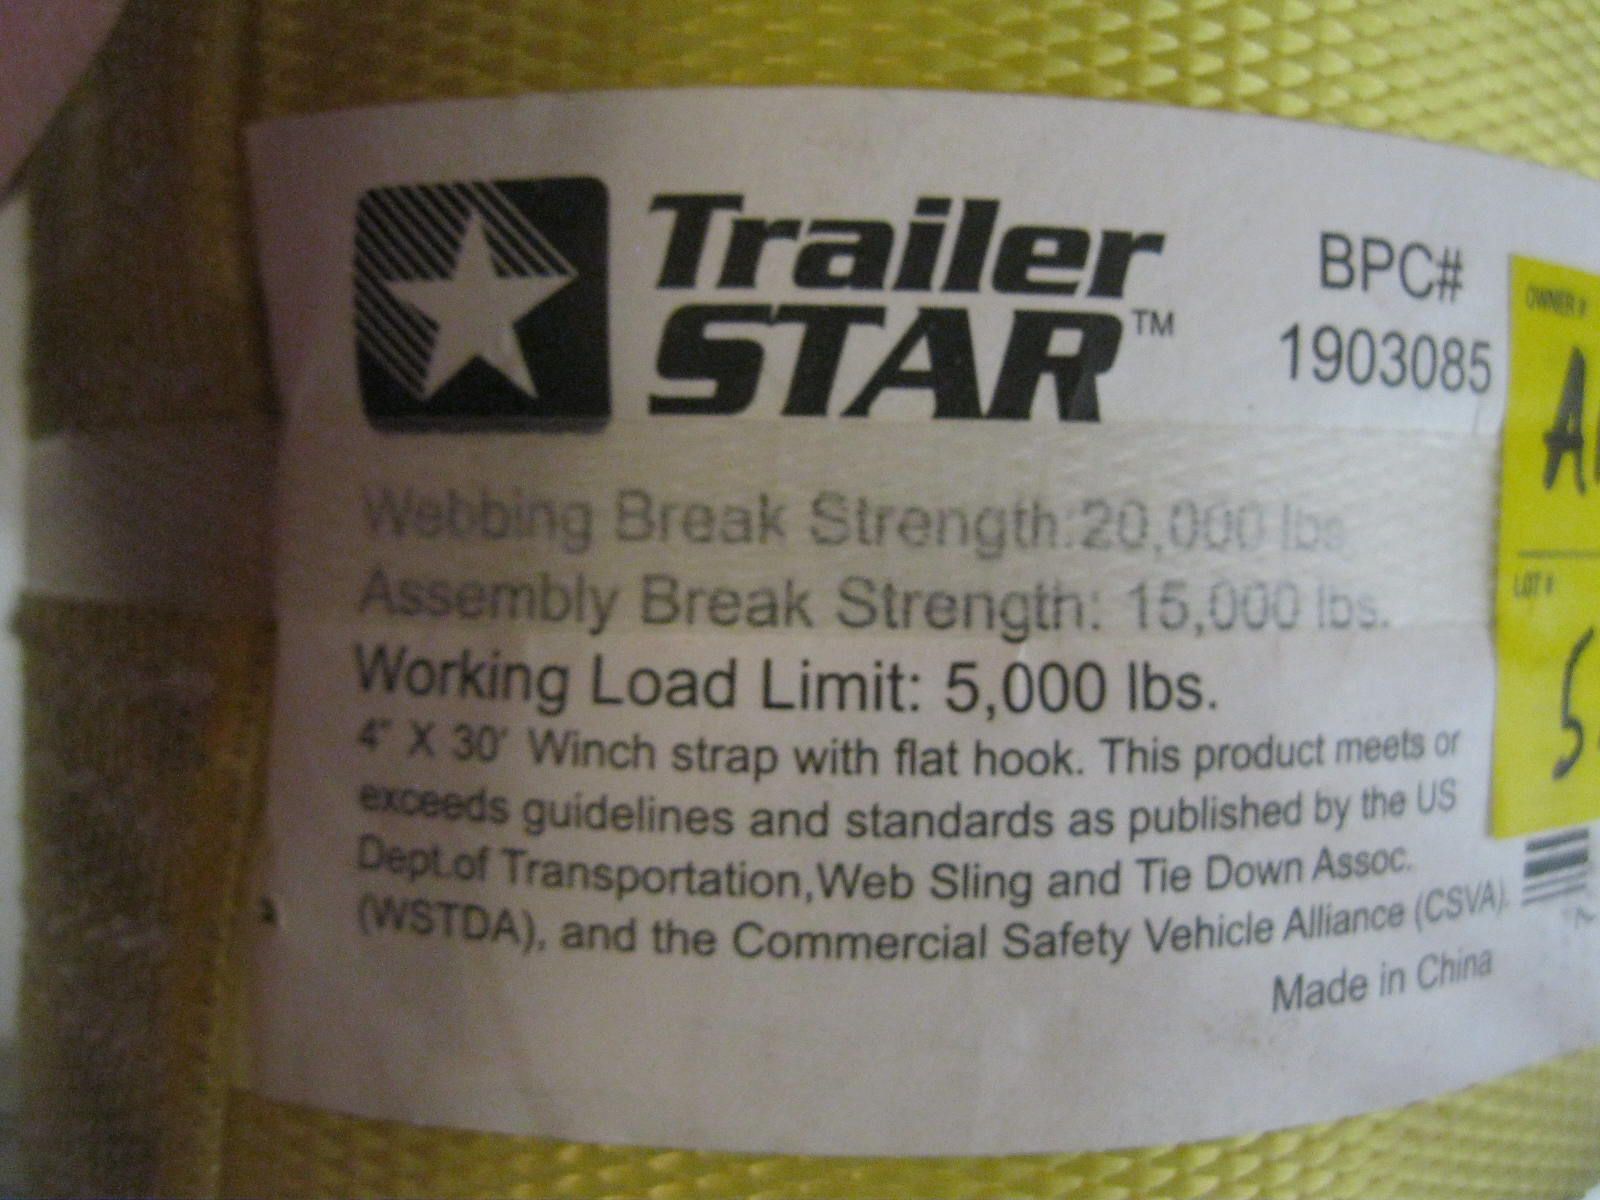 Trailer
STAR™
BPC#
1903085
Webbing Break Strength:20,000 lbs.
Assembly Break Strength: 15,000 lbs.
Working Load Limit: 5,000 lbs.
4" X 30' Winch strap with flat hook. This product meets or
exceeds guidelines and standards as published by the US
Dept.of Transportation,Web Sling and Tie Down Assoc.
(WSTDA), and the Commercial Safety Vehicle Alliance (CSVA).
Made in China
OWNER #
LOT #